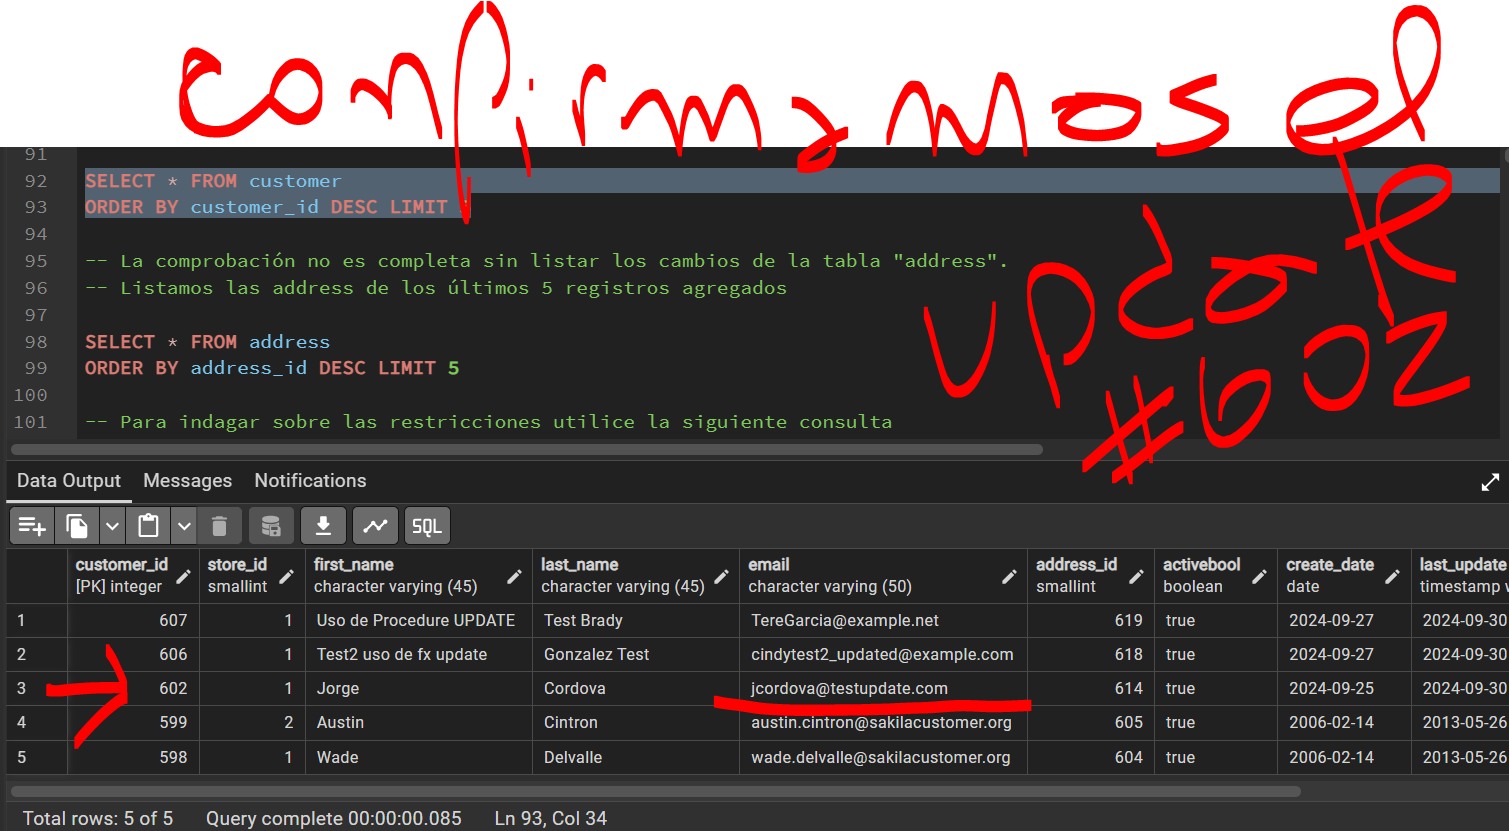 confirmamos el
update
#602
91
92 SELECT * FROM customer
93 ORDER BY customer_id DESC LIMIT
94
95 -- La comprobación no es completa sin listar los cambios de la tabla "address".
96 -- Listamos las address de los últimos 5 registros agregados
97
98 SELECT * FROM address
99 ORDER BY address_id DESC LIMIT 5
100
101 -- Para indagar sobre las restricciones utilice la siguiente consulta
Data Output Messages Notifications
SQL
customer_id store_id first_name last_name email address_id activebool create_date last_update
[PK] integer smallint character varying (45) character varying (45) character varying (50) smallint boolean date timestamp w
1 607 1 Uso de Procedure UPDATE Test Brady TereGarcia@example.net 619 true 2024-09-27 2024-09-30
2 606 1 Test2 uso de fx update Gonzalez Test cindytest2_updated@example.com 618 true 2024-09-27 2024-09-30
3 602 1 Jorge Cordova jcordova@testupdate.com 614 true 2024-09-25 2024-09-30
4 599 2 Austin Cintron austin.cintron@sakilacustomer.org 605 true 2006-02-14 2013-05-26
5 598 1 Wade Delvalle wade.delvalle@sakilacustomer.org 604 true 2006-02-14 2013-05-26
Total rows: 5 of 5 Query complete 00:00:00.085 Ln 93, Col 34